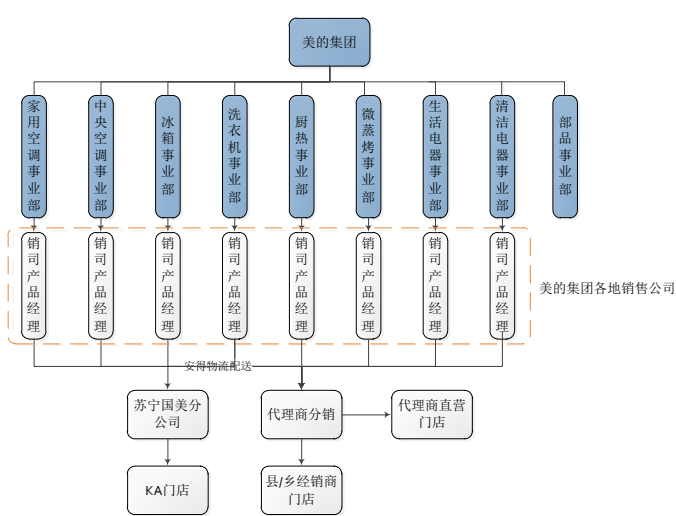 美的集团
家用空调事业部
中央空调事业部
冰箱事业部
洗衣机事业部
厨热事业部
微蒸烤事业部
生活电器事业部
清洁电器事业部
部品事业部
销司产品经理
销司产品经理
销司产品经理
销司产品经理
销司产品经理
销司产品经理
销司产品经理
销司产品经理
美的集团各地销售公司
安得物流配送
苏宁国美分
公司
代理商分销
代理商直营
门店
KA门店
县/乡经销商
门店